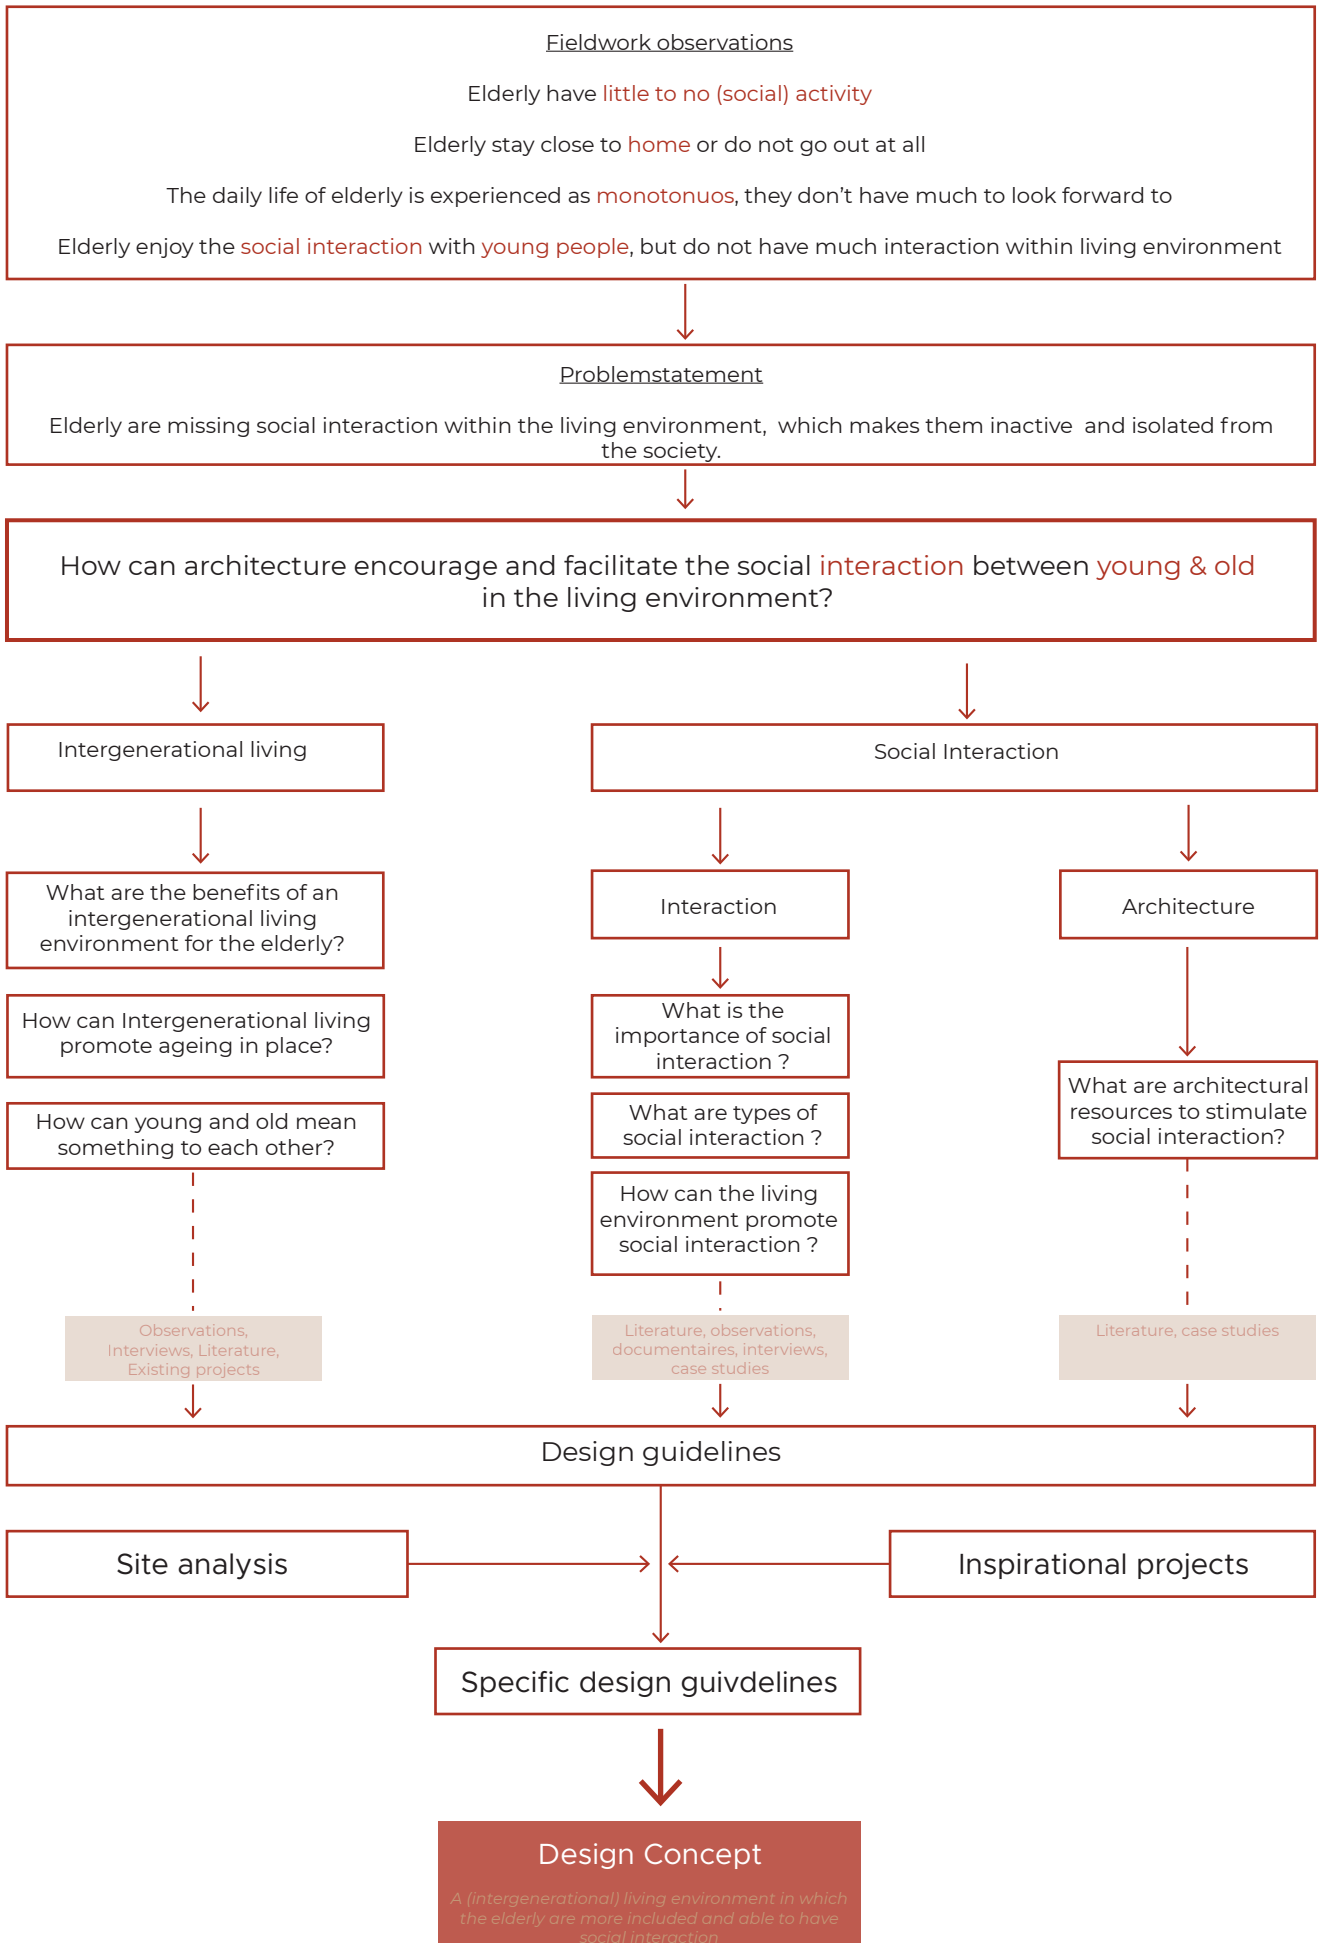 Fieldwork observations
Elderly have little to no (social) activity
Elderly stay close to home or do not go out at all
The daily life of elderly is experienced as monotonuos, they don’t have much to look forward to
Elderly enjoy the social interaction with young people, but do not have much interaction within living environment
Problemstatement
Elderly are missing social interaction within the living environment, which makes them inactive and isolated from
the society.
How can architecture encourage and facilitate the social interaction between young & old
in the living environment?
Intergenerational living
Social Interaction
What are the benefits of an
intergenerational living
environment for the elderly?
How can Intergenerational living
promote ageing in place?
How can young and old mean
something to each other?
Interaction
What is the
importance of social
interaction ?
What are types of
social interaction ?
How can the living
environment promote
social interaction ?
Architecture
What are architectural
resources to stimulate
social interaction?
Observations,
Interviews, Literature,
Existing projects
Literature, observations,
documentaires, interviews,
case studies
Literature, case studies
Design guidelines
Site analysis
Inspirational projects
Specific design guivdelines
Design Concept
A (intergenerational) living environment in which
the elderly are more included and able to have
social interaction